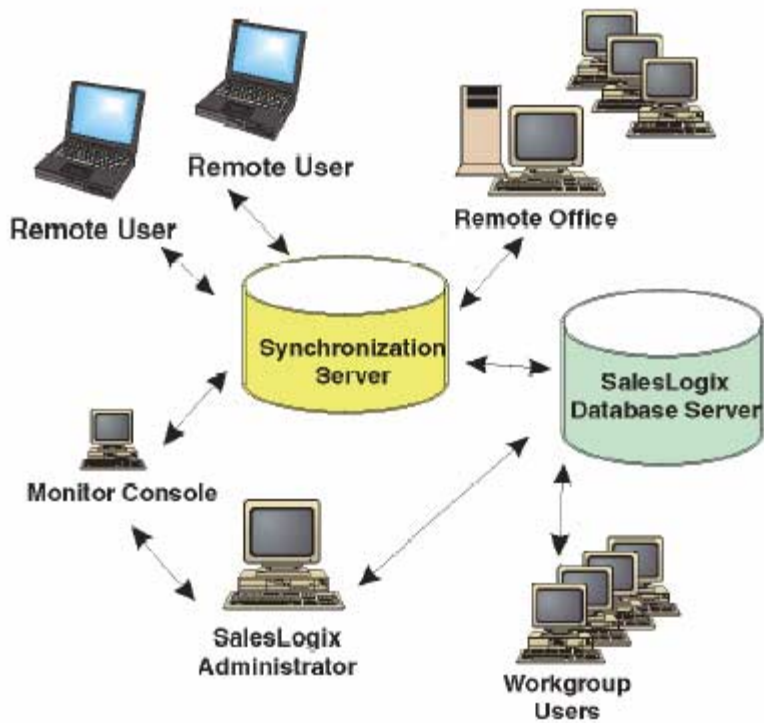 Remote User
Remote User
Remote Office
Synchronization
Server
SalesLogix
Database Server
Monitor Console
SalesLogix
Administrator
Workgroup
Users